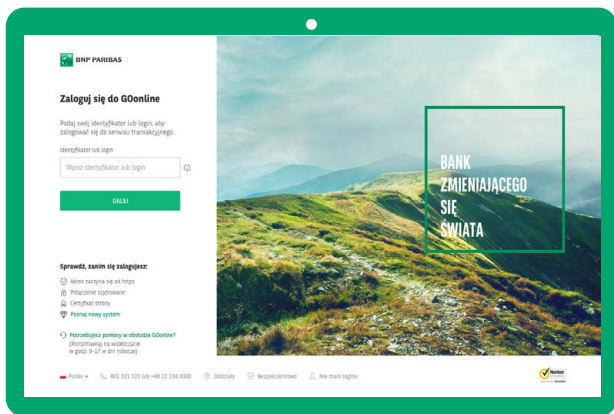 BNP PARIBAS
Zaloguj się do GOonline
Podaj swój identyfikator lub login, aby
zalogować się do serwisu transakcyjnego.
Identyfikator lub login
Wpisz identyfikator lub login
DALEJ
BANK
ZMIENIAJĄCEGO
SIĘ
ŚWIATA
Sprawdź, zanim się zalogujesz:
Adres zaczyna się od https
Połączenie szyfrowane
Certyfikat strony
Poznaj nowy system
Potrzebujesz pomocy w obsłudze GOonline?
(Porozmawiaj na wideoczacie
w godz. 9-17 w dni robocze)
Polski
801 321 123 lub +48 22 134 0000
Oddziały
Bezpieczeństwo
Nie mam loginu
Norton